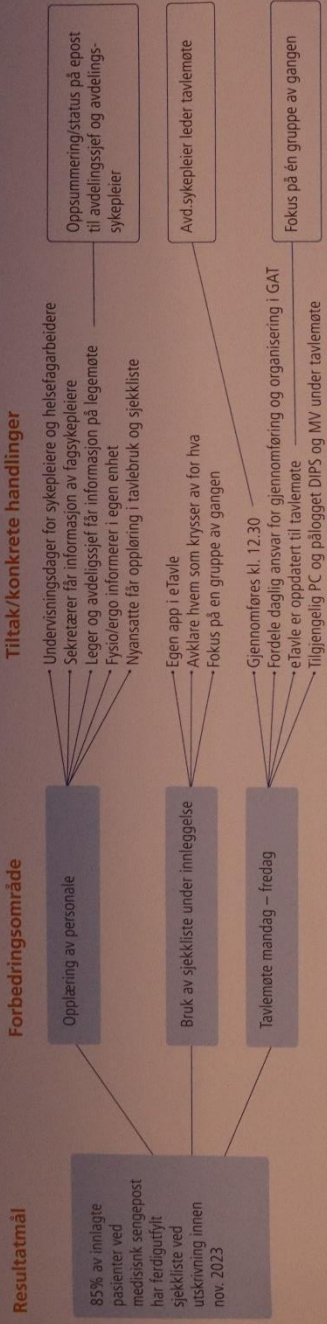 Resultatmål
85% av innlagte
pasienter ved
medisisnk sengepost
har ferdigutfylt
sjekkliste ved
utskrivning innen
nov. 2023
Forbedringsområde
Opplæring av personale
Bruk av sjekkliste under innleggelse
Tavlemøte mandag – fredag
Tiltak/konkrete handlinger
• Undervisningsdager for sykepleiere og helsefagarbeidere
• Sekretærer får informasjon av fagsykepleiere
• Leger og avdeligssjef får informasjon på legemøte
• Fysio/ergo informerer i egen enhet
• Nyansatte får oppløring i tavlebruk og sjekkliste
• Egen app i eTavle
• Avklare hvem som krysser av for hva
• Fokus på en gruppe av gangen
• Gjennomføres kl. 12.30
• Fordele daglig ansvar for gjennomføring og organisering i GAT
• eTavle er oppdatert til tavlemøte
• Tilgjengelig PC og pålogget DIPS og MV under tavlemøte
Oppsummering/status på epost
til avdelingssjef og avdelings-
sykepleier
Avd.sykepleier leder tavlemøte
Fokus på én gruppe av gangen